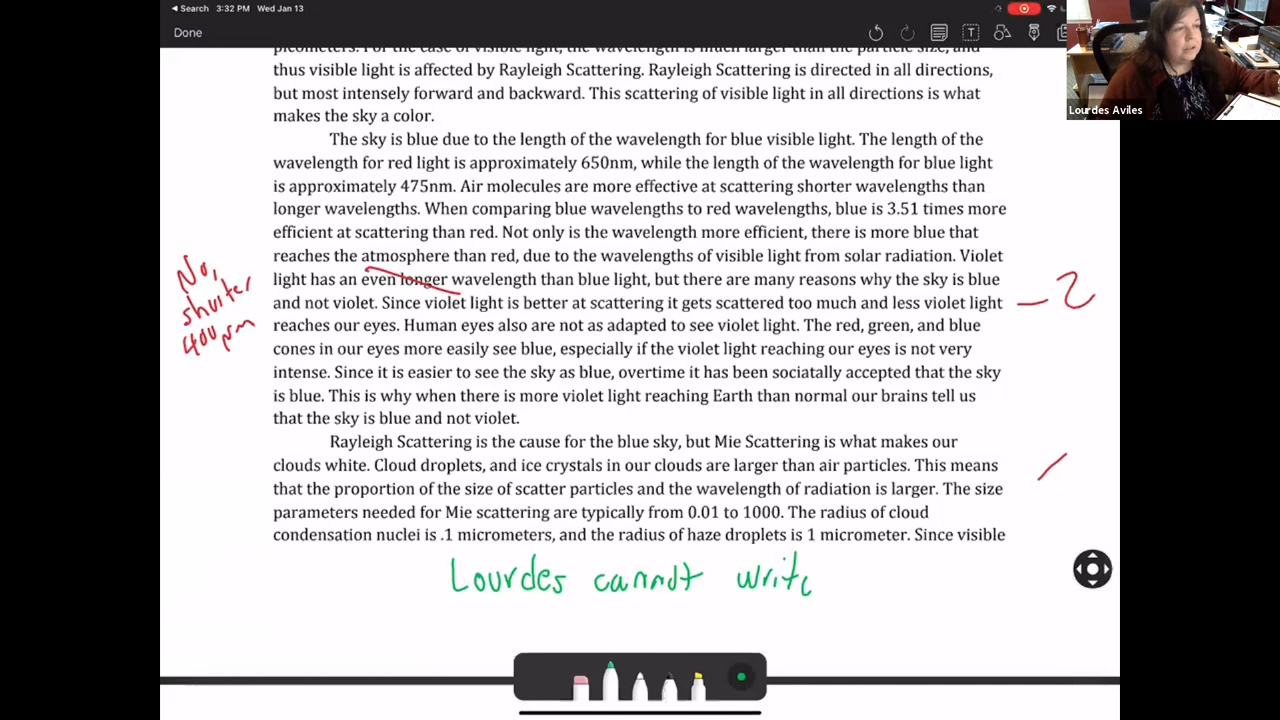 Search 3:32 PM Wed Jan 13
Done
picometers. For the case of visible light, the wavelength is much larger than the particle size, and
thus visible light is affected by Rayleigh Scattering. Rayleigh Scattering is directed in all directions,
but most intensely forward and backward. This scattering of visible light in all directions is what
makes the sky a color.
The sky is blue due to the length of the wavelength for blue visible light. The length of the
wavelength for red light is approximately 650nm, while the length of the wavelength for blue light
is approximately 475nm. Air molecules are more effective at scattering shorter wavelengths than
longer wavelengths. When comparing blue wavelengths to red wavelengths, blue is 3.51 times more
efficient at scattering than red. Not only is the wavelength more efficient, there is more blue that
reaches the atmosphere than red, due to the wavelengths of visible light from solar radiation. Violet
light has an even longer wavelength than blue light, but there are many reasons why the sky is blue
and not violet. Since violet light is better at scattering it gets scattered too much and less violet light
reaches our eyes. Human eyes also are not as adapted to see violet light. The red, green, and blue
cones in our eyes more easily see blue, especially if the violet light reaching our eyes is not very
intense. Since it is easier to see the sky as blue, overtime it has been sociatally accepted that the sky
is blue. This is why when there is more violet light reaching Earth than normal our brains tell us
that the sky is blue and not violet.
Rayleigh Scattering is the cause for the blue sky, but Mie Scattering is what makes our
clouds white. Cloud droplets, and ice crystals in our clouds are larger than air particles. This means
that the proportion of the size of scatter particles and the wavelength of radiation is larger. The size
parameters needed for Mie scattering are typically from 0.01 to 1000. The radius of cloud
condensation nuclei is .1 micrometers, and the radius of haze droplets is 1 micrometer. Since visible
No,
shorter
400 nm
-2
Lourdes cannot write
T
Lourdes Aviles